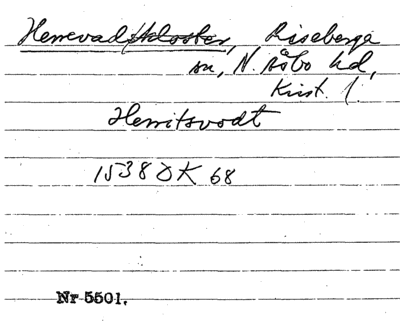 Herrevadskloster, Riseberga
sn, N. Åsbo hd,
Krist. l.
Herritsvodt
1538 DK 68
Nr 5501.